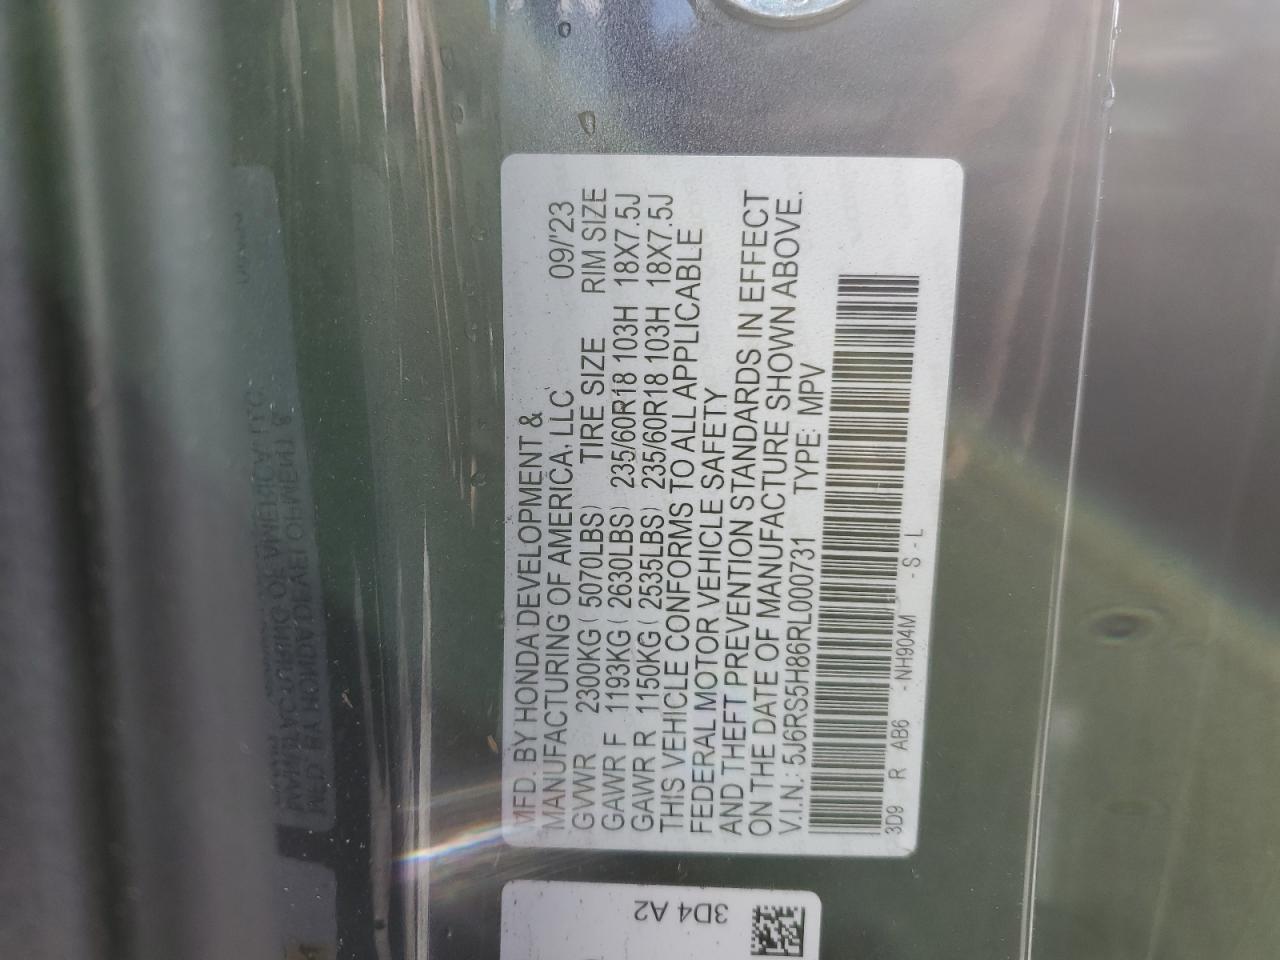 MFD. BY HONDA DEVELOPMENT &
MANUFACTURING OF AMERICA, LLC 09/'23
GVWR 2300KG ( 5070LBS) TIRE SIZE RIM SIZE
GAWR F 1193KG ( 2630LBS) 235/60R18 103H 18X7.5J
GAWR R 1150KG ( 2535LBS) 235/60R18 103H 18X7.5J
THIS VEHICLE CONFORMS TO ALL APPLICABLE
FEDERAL MOTOR VEHICLE SAFETY
AND THEFT PREVENTION STANDARDS IN EFFECT
ON THE DATE OF MANUFACTURE SHOWN ABOVE.
V.I.N.: 5J6RS5H86RL000731 TYPE: MPV
3D9 R AB6 - NH904M - S - L
3D4 A2